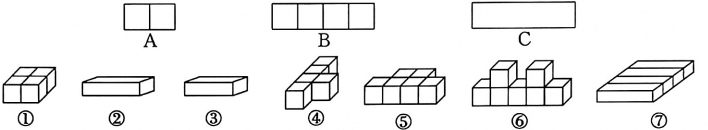 A B C
① ② ③ ④ ⑤ ⑥ ⑦